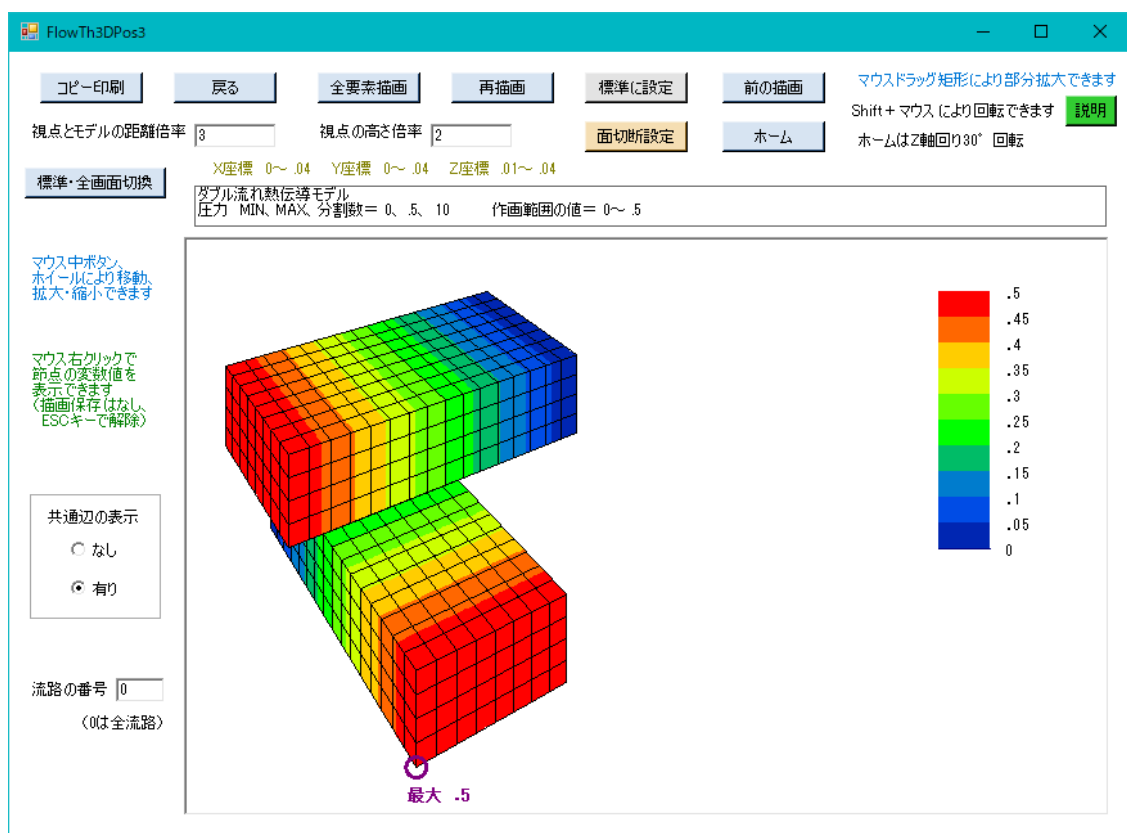 FlowTh3DPos3
コピー印刷
戻る
全要素描画
再描画
標準に設定
前の描画
マウスドラッグ矩形により部分拡大できます
Shift+マウス により回転できます
説明
視点とモデルの距離倍率 3
視点の高さ倍率 2
面切断設定
ホーム
ホームはZ軸回り30° 回転
標準・全画面切換
X座標 0～ .04 Y座標 0～ .04 Z座標 .01～ .04
ダブル流れ熱伝導モデル
圧力 MIN、MAX、分割数＝ 0、 .5、 10 作画範囲の値＝ 0～ .5
マウス中ボタン、
ホイールにより移動、
拡大・縮小できます
マウス右クリックで
節点の変数値を
表示できます
（描画保存はなし、
ESCキーで解除）
共通辺の表示
なし
有り
流路の番号 0
（0は全流路）
.5
.45
.4
.35
.3
.25
.2
.15
.1
.05
0
最大 .5